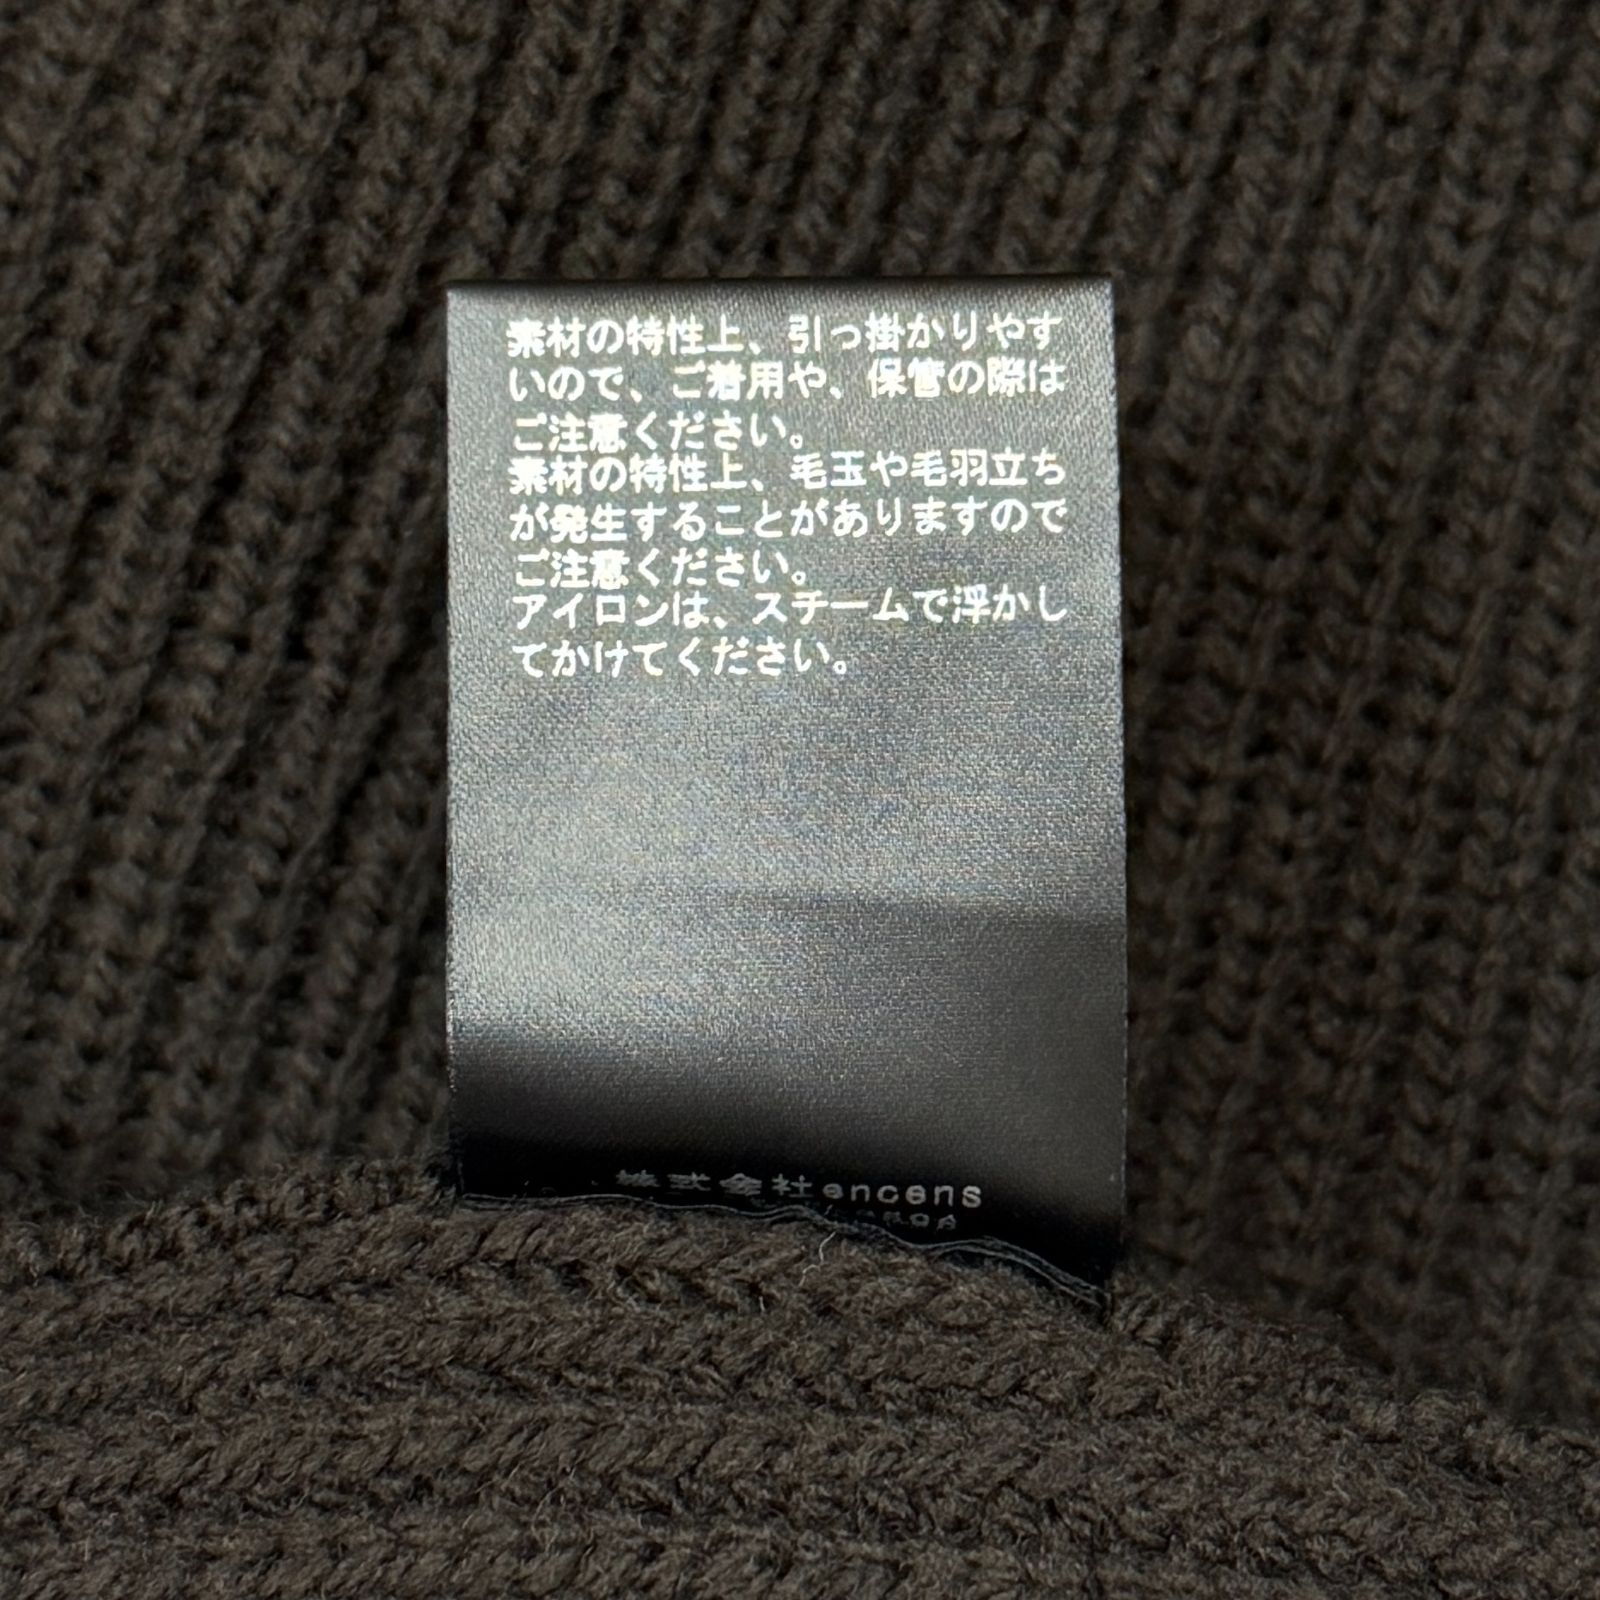 素材の特性上、引っ掛かりやす
いので、ご着用や、保管の際は
ご注意ください。
素材の特性上、毛玉や毛羽立ち
が発生することがありますので
ご注意ください。
アイロンは、スチームで浮かし
てかけてください。
株式会社encens